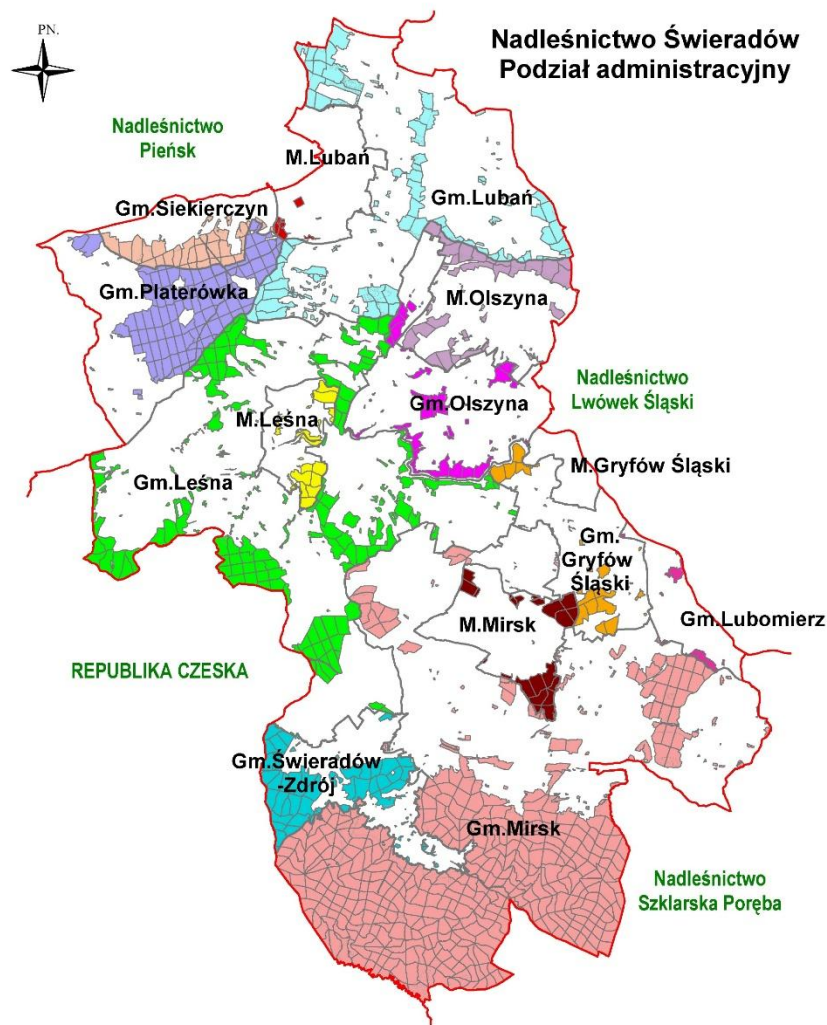 PN.
Nadleśnictwo Świeradów
Podział administracyjny
Nadleśnictwo
Pieńsk
M.Lubań
Gm.Siekierczyn
Gm.Lubań
Gm.Platerówka
M.Olszyna
Nadleśnictwo
Lwówek Śląski
Gm.Olszyna
M.Leśna
M.Gryfów Śląski
Gm.Leśna
Gm.
Gryfów
Śląski
Gm.Lubomierz
M.Mirsk
REPUBLIKA CZESKA
Gm.Świeradów
-Zdrój
Gm.Mirsk
Nadleśnictwo
Szklarska Poręba